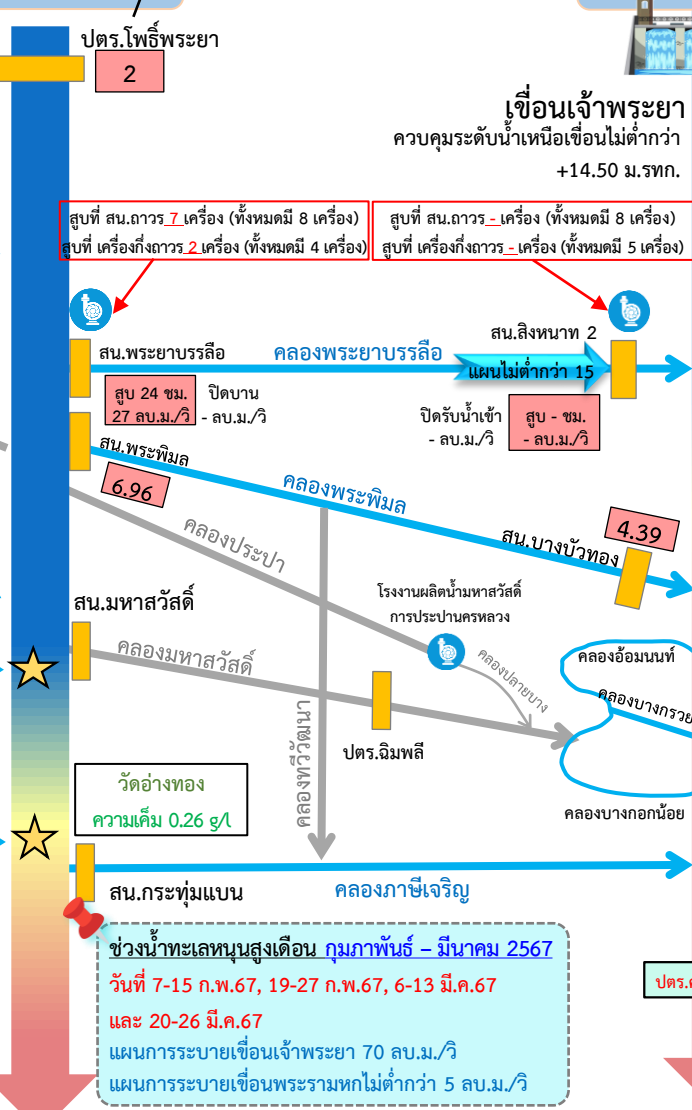 ปตร.โพธิ์พระยา
2
เขื่อนเจ้าพระยา
ควบคุมระดับน้ำเหนือเขื่อนไม่ต่ำกว่า
+14.50 ม.รทก.
สูบที่ สน.ถาวร 7 เครื่อง (ทั้งหมดมี 8 เครื่อง)
สูบที่ เครื่องกึ่งถาวร 2 เครื่อง (ทั้งหมดมี 4 เครื่อง)
สูบที่ สน.ถาวร - เครื่อง (ทั้งหมดมี 8 เครื่อง)
สูบที่ เครื่องกึ่งถาวร - เครื่อง (ทั้งหมดมี 5 เครื่อง)
สน.พระยาบรรลือ
คลองพระยาบรรลือ
สน.สิงหนาท 2
แผนไม่ต่ำกว่า 15
สูบ 24 ชม.
27 ลบ.ม./วิ
ปิดบาน
- ลบ.ม./วิ
ปิดรับน้ำเข้า
- ลบ.ม./วิ
สูบ - ชม.
- ลบ.ม./วิ
สน.พระพิมล
6.96
คลองพระพิมล
สน.บางบัวทอง
4.39
คลองประปา
โรงงานผลิตน้ำมหาสวัสดิ์
การประปานครหลวง
สน.มหาสวัสดิ์
คลองมหาสวัสดิ์
คลองปลายบาง
คลองอ้อมนนท์
คลองบางกรวย
ปตร.ฉิมพลี
คลองทวีวัฒนา
คลองบางกอกน้อย
วัดอ่างทอง
ความเค็ม 0.26 g/l
สน.กระทุ่มแบน
คลองภาษีเจริญ
ช่วงน้ำทะเลหนุนสูงเดือน กุมภาพันธ์ – มีนาคม 2567
วันที่ 7-15 ก.พ.67, 19-27 ก.พ.67, 6-13 มี.ค.67
และ 20-26 มี.ค.67
แผนการระบายเขื่อนเจ้าพระยา 70 ลบ.ม./วิ
แผนการระบายเขื่อนพระรามหกไม่ต่ำกว่า 5 ลบ.ม./วิ